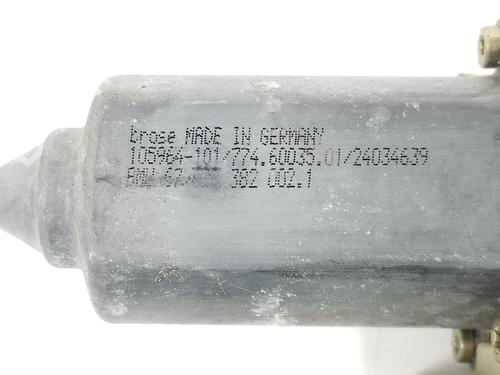 brose MADE IN GERMANY
105964-101/774.60035.01/24034639
BMW 67 382 002.1